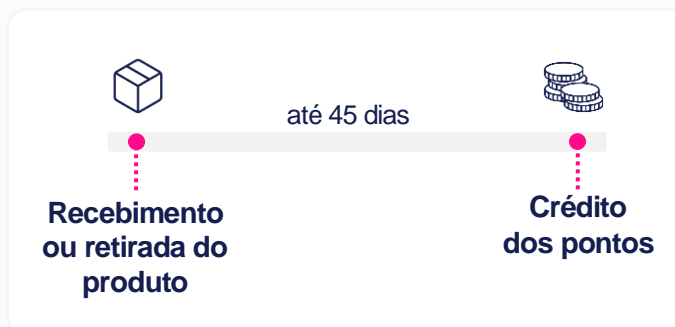 até 45 dias
Recebimento
ou retirada do
produto
Crédito
dos pontos